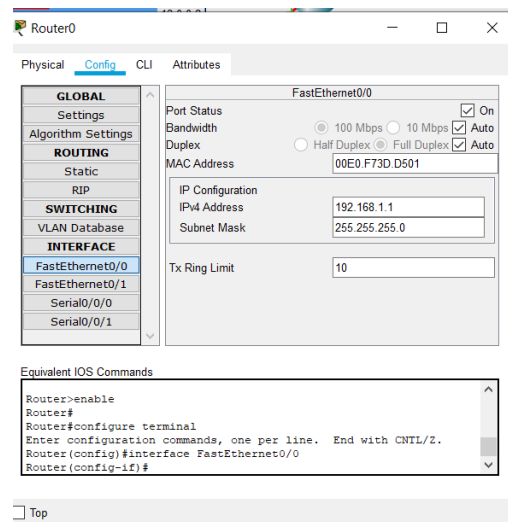 Router0
Physical Config CLI Attributes
GLOBAL
Settings
Algorithm Settings
ROUTING
Static
RIP
SWITCHING
VLAN Database
INTERFACE
FastEthernet0/0
FastEthernet0/1
Serial0/0/0
Serial0/0/1
FastEthernet0/0
Port Status On
Bandwidth 100 Mbps 10 Mbps Auto
Duplex Half Duplex Full Duplex Auto
MAC Address 00E0.F73D.D501
IP Configuration
IPv4 Address 192.168.1.1
Subnet Mask 255.255.255.0
Tx Ring Limit 10
Equivalent IOS Commands
Router>enable
Router#
Router#configure terminal
Enter configuration commands, one per line. End with CNTL/Z.
Router(config)#interface FastEthernet0/0
Router(config-if)#
Top